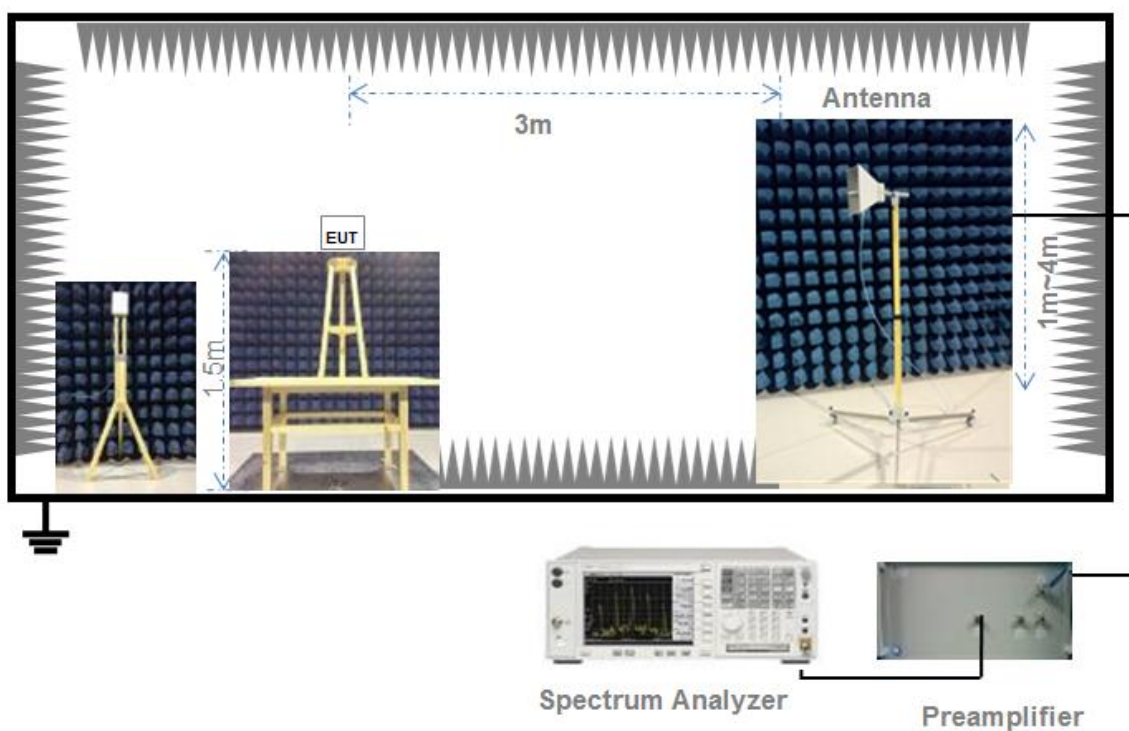 Antenna
3m
EUT
1.5m
1m~4m
Spectrum Analyzer
Preamplifier